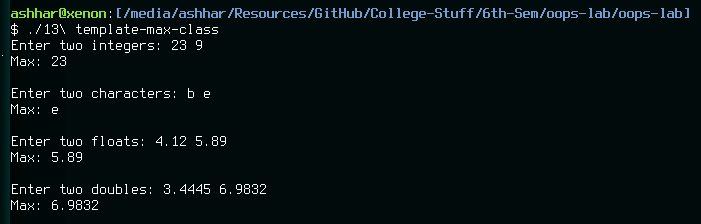 ashhar@xenon:[/media/ashhar/Resources/GitHub/College-Stuff/6th-Sem/oops-lab/oops-lab]
$ ./13\ template-max-class
Enter two integers: 23 9
Max: 23
Enter two characters: b e
Max: e
Enter two floats: 4.12 5.89
Max: 5.89
Enter two doubles: 3.4445 6.9832
Max: 6.9832